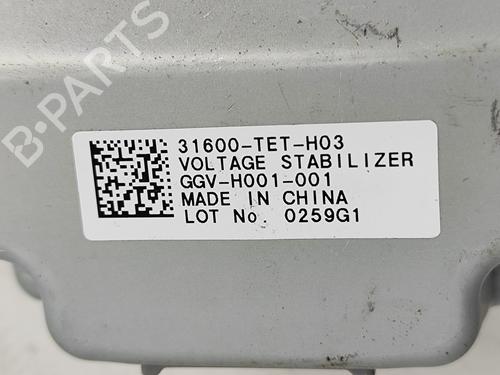 B-PARTS
31600-TET-H03
VOLTAGE STABILIZER
GGV-H001-001
MADE IN CHINA
LOT No. 0259G1